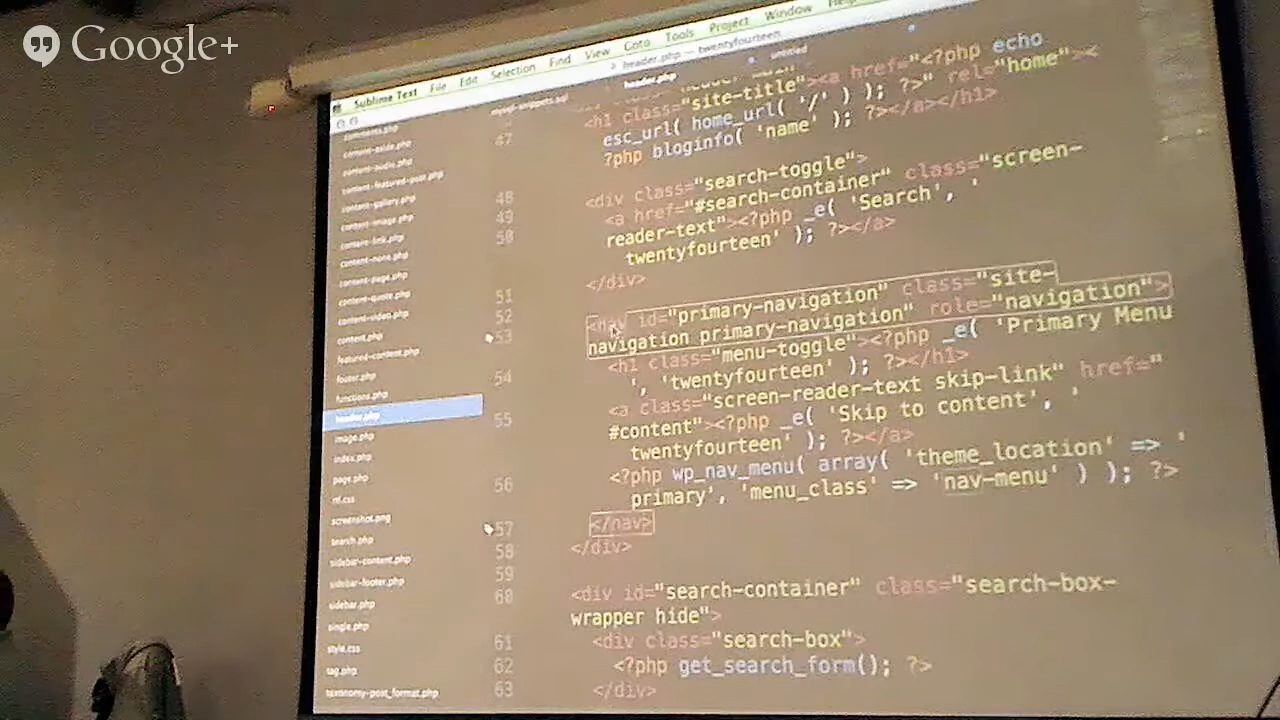 Google+
Sublime Text File Edit Selection Find View Goto Tools Project Window Help
header.php — twentyfourteen
mysql-snippets.sql header.php untitled
comments.php
content-aside.php
content-audio.php
content-featured-post.php
content-gallery.php
content-image.php
content-link.php
content-none.php
content-page.php
content-quote.php
content-video.php
content.php
featured-content.php
footer.php
functions.php
header.php
image.php
index.php
page.php
rtl.css
screenshot.png
search.php
sidebar-content.php
sidebar-footer.php
sidebar.php
single.php
style.css
tag.php
taxonomy-post_format.php
47 <h1 class="site-title"><a href="<?php echo
esc_url( home_url( '/' ) ); ?>" rel="home"><
?php bloginfo( 'name' ); ?></a></h1>
48
49 <div class="search-toggle">
50 <a href="#search-container" class="screen-
reader-text"><?php _e( 'Search', '
twentyfourteen' ); ?></a>
51 </div>
52
53 <nav id="primary-navigation" class="site-
navigation primary-navigation" role="navigation">
54 <h1 class="menu-toggle"><?php _e( 'Primary Menu
', 'twentyfourteen' ); ?></h1>
55 <a class="screen-reader-text skip-link" href="
#content"><?php _e( 'Skip to content', '
twentyfourteen' ); ?></a>
56 <?php wp_nav_menu( array( 'theme_location' => '
primary', 'menu_class' => 'nav-menu' ) ); ?>
57 </nav>
58 </div>
59
60 <div id="search-container" class="search-box-
wrapper hide">
61 <div class="search-box">
62 <?php get_search_form(); ?>
63 </div>